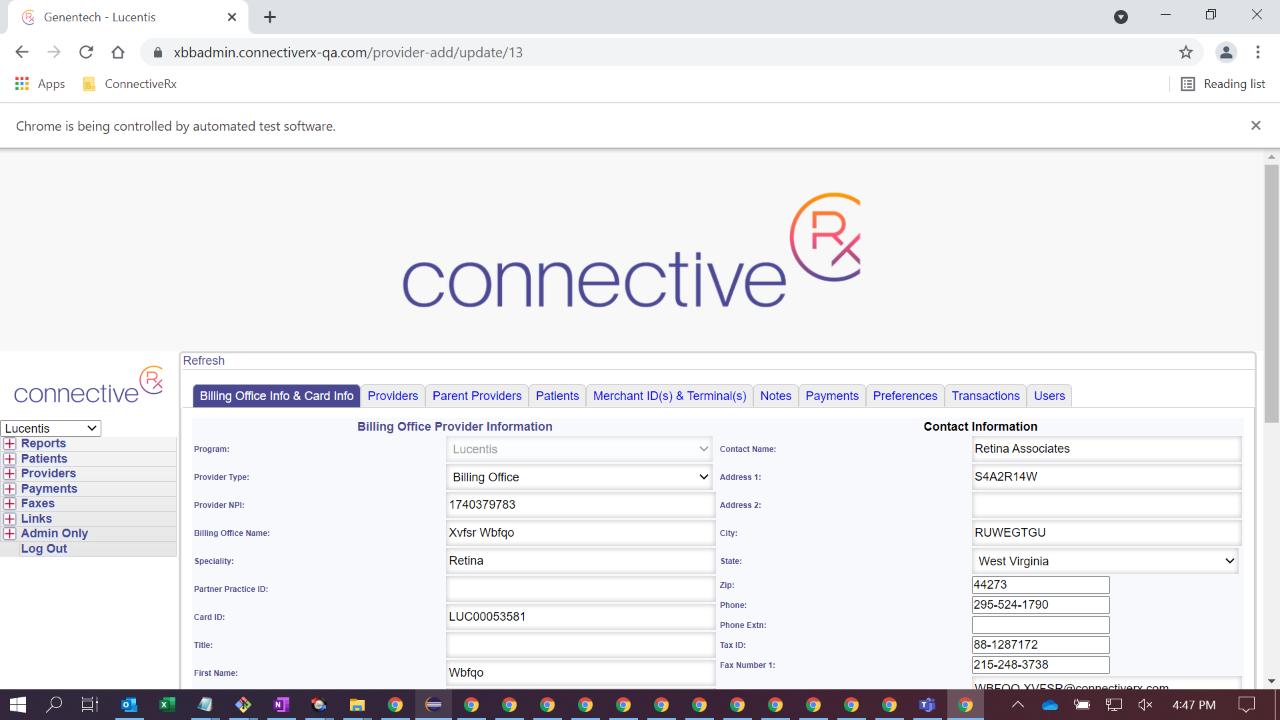 Genentech - Lucentis
xbbadmin.connectiverx-qa.com/provider-add/update/13
Apps ConnectiveRx Reading list
Chrome is being controlled by automated test software.
connective Rx
connective Rx
Refresh
Billing Office Info & Card Info Providers Parent Providers Patients Merchant ID(s) & Terminal(s) Notes Payments Preferences Transactions Users
Lucentis
Reports
Patients
Providers
Payments
Faxes
Links
Admin Only
Log Out
Billing Office Provider Information
Program: Lucentis
Provider Type: Billing Office
Provider NPI: 1740379783
Billing Office Name: Xvfsr Wbfqo
Speciality: Retina
Partner Practice ID:
Card ID: LUC00053581
Title:
First Name: Wbfqo
Contact Information
Contact Name: Retina Associates
Address 1: S4A2R14W
Address 2:
City: RUWEGTGU
State: West Virginia
Zip: 44273
Phone: 295-524-1790
Phone Extn:
Tax ID: 88-1287172
Fax Number 1: 215-248-3738
WBFQO.XVFSR@connectiverx.com
4:47 PM